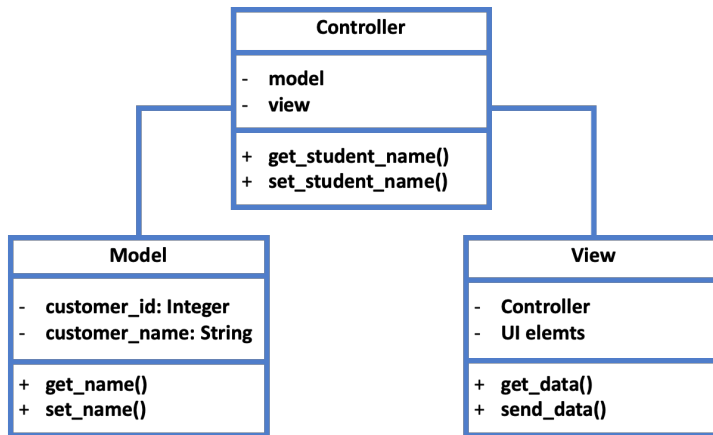 Controller
- model
- view
+ get_student_name()
+ set_student_name()
Model
- customer_id: Integer
- customer_name: String
+ get_name()
+ set_name()
View
- Controller
- UI elemts
+ get_data()
+ send_data()